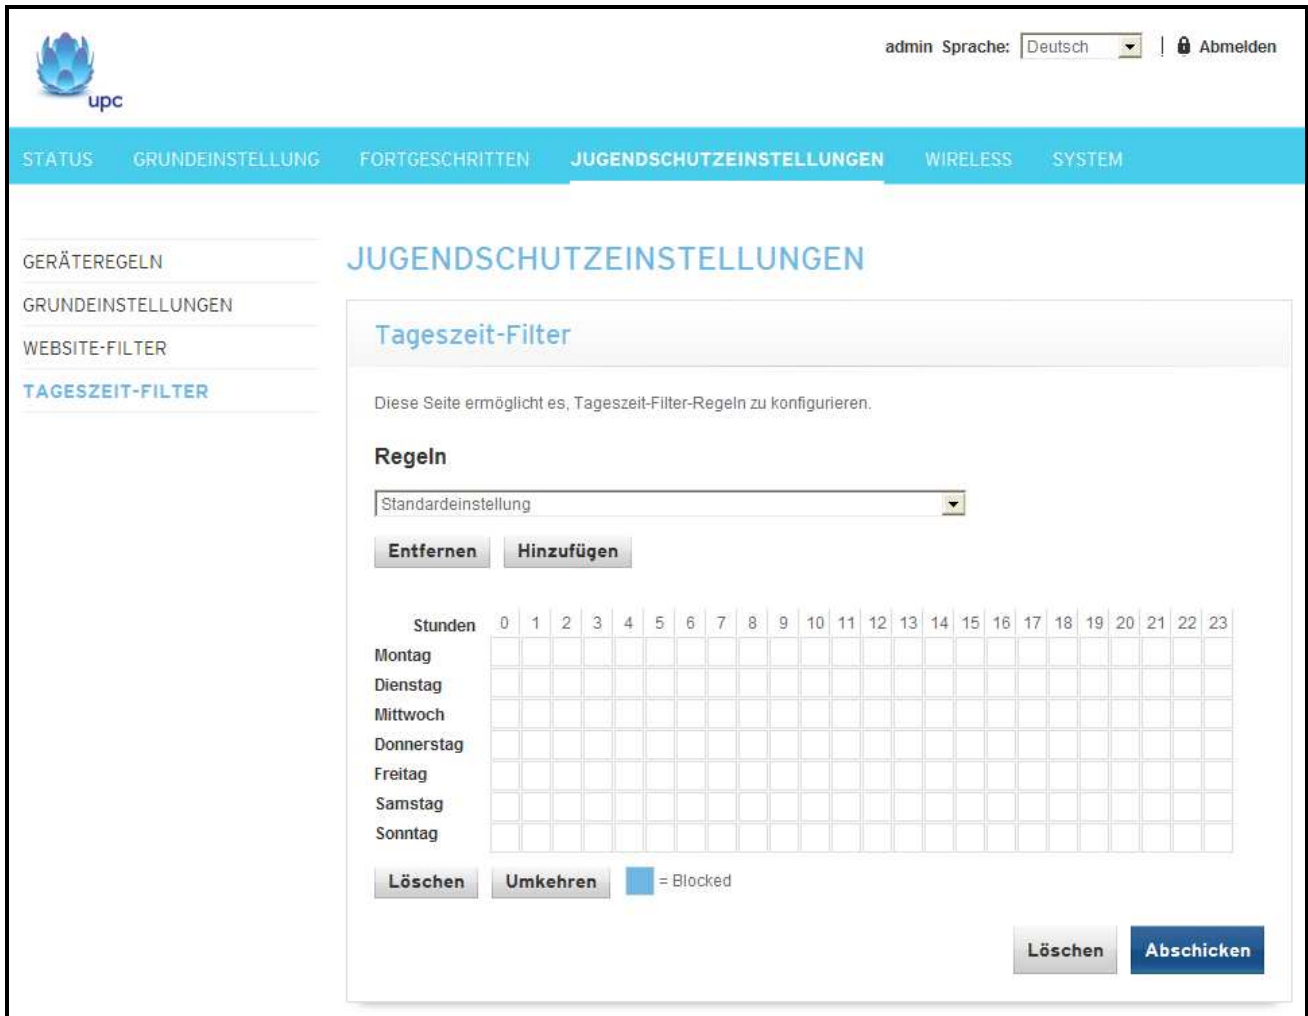 upc
admin Sprache: Deutsch | Abmelden
STATUS GRUNDEINSTELLUNG FORTGESCHRITTEN JUGENDSCHUTZEINSTELLUNGEN WIRELESS SYSTEM
GERÄTEREGELN
GRUNDEINSTELLUNGEN
WEBSITE-FILTER
TAGESZEIT-FILTER
JUGENDSCHUTZEINSTELLUNGEN
Tageszeit-Filter
Diese Seite ermöglicht es, Tageszeit-Filter-Regeln zu konfigurieren.
Regeln
Standardeinstellung
Entfernen Hinzufügen
Stunden 0 1 2 3 4 5 6 7 8 9 10 11 12 13 14 15 16 17 18 19 20 21 22 23
Montag
Dienstag
Mittwoch
Donnerstag
Freitag
Samstag
Sonntag
Löschen Umkehren = Blocked
Löschen Abschicken